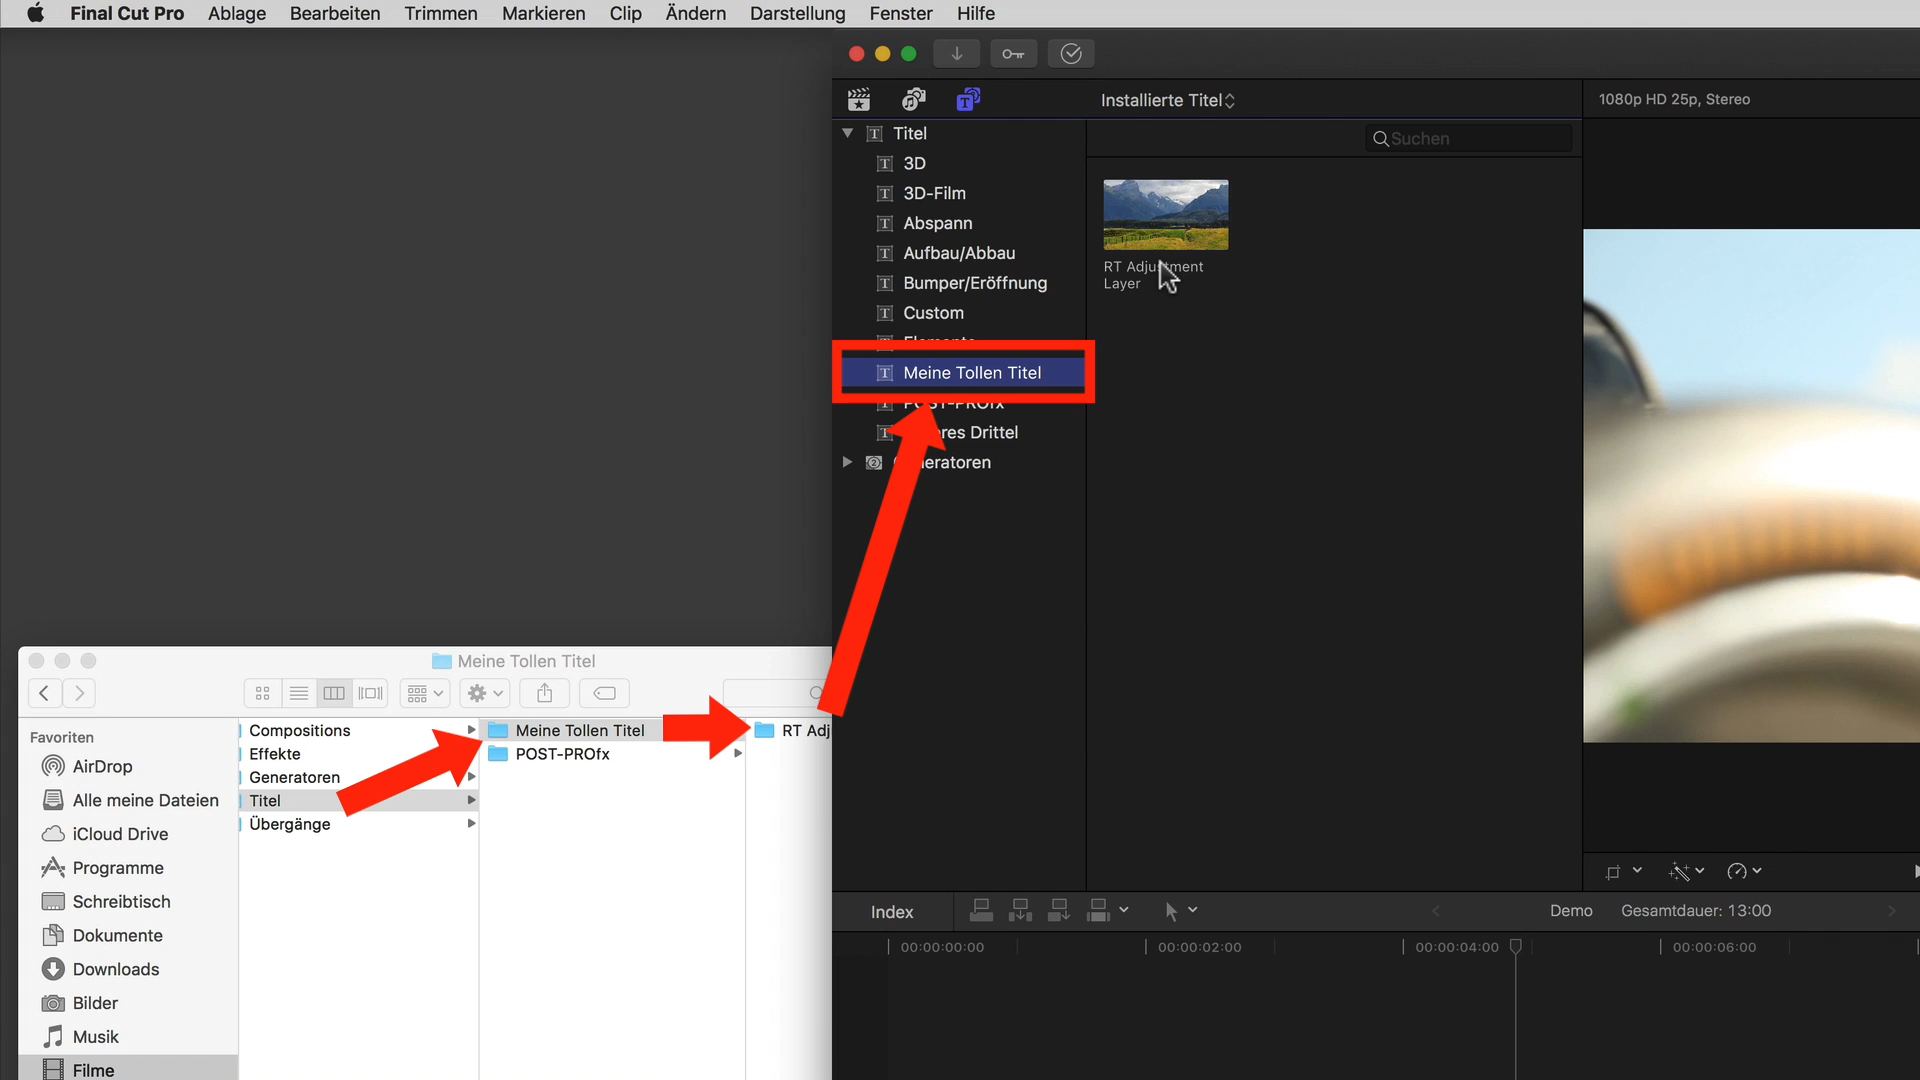 Final Cut Pro Ablage Bearbeiten Trimmen Markieren Clip Ändern Darstellung Fenster Hilfe
Installierte Titel
1080p HD 25p, Stereo
Suchen
Titel
3D
3D-Film
Abspann
Aufbau/Abbau
Bumper/Eröffnung
Custom
Elemente
Meine Tollen Titel
POST-PROfx
Drittel
RT Adjustment
Layer
Meine Tollen Titel
Favoriten
AirDrop
Alle meine Dateien
iCloud Drive
Programme
Schreibtisch
Dokumente
Downloads
Bilder
Musik
Filme
Compositions
Effekte
Generatoren
Titel
Übergänge
Meine Tollen Titel
POST-PROfx
RT Adj
Index
Demo
Gesamtdauer: 13:00
00:00:00:00
00:00:02:00
00:00:04:00
00:00:06:00